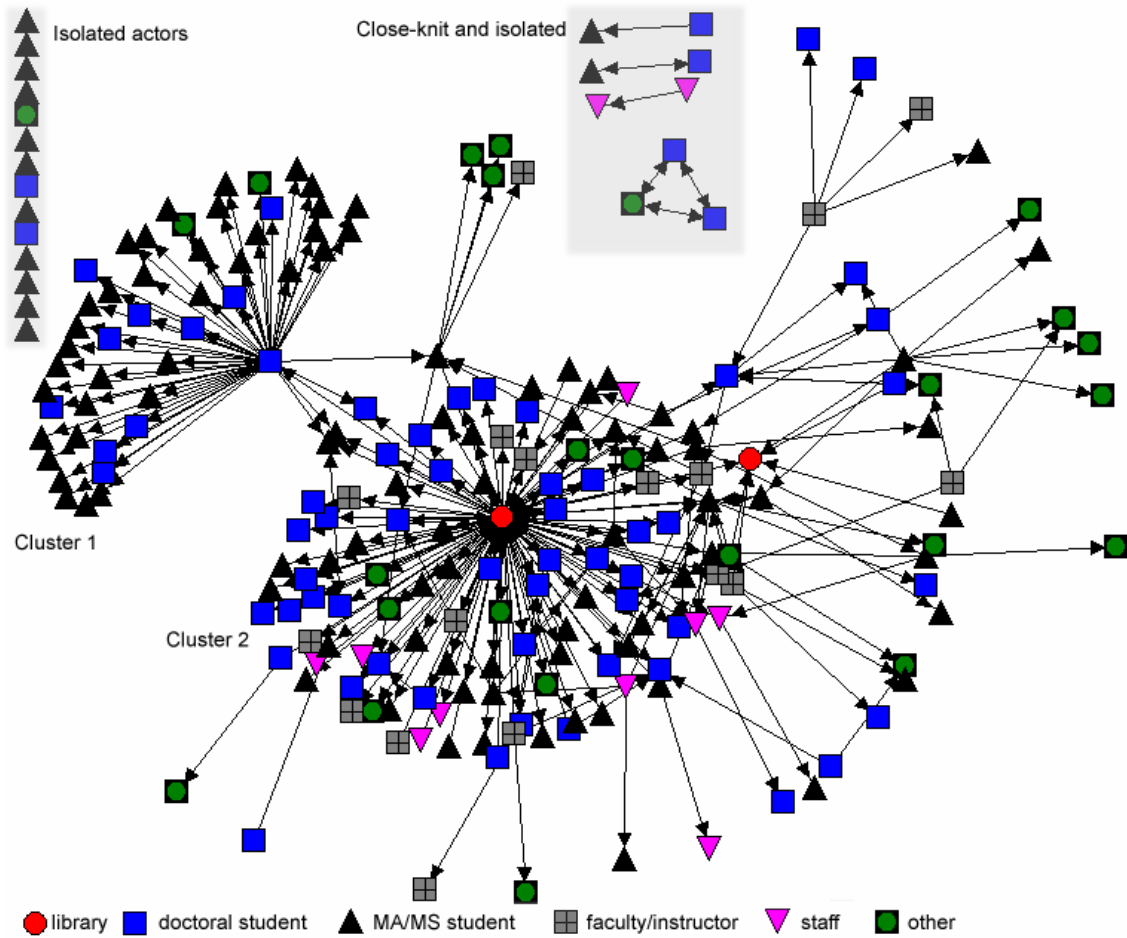 Isolated actors
Close-knit and isolated
Cluster 1
Cluster 2
library doctoral student MA/MS student faculty/instructor staff other